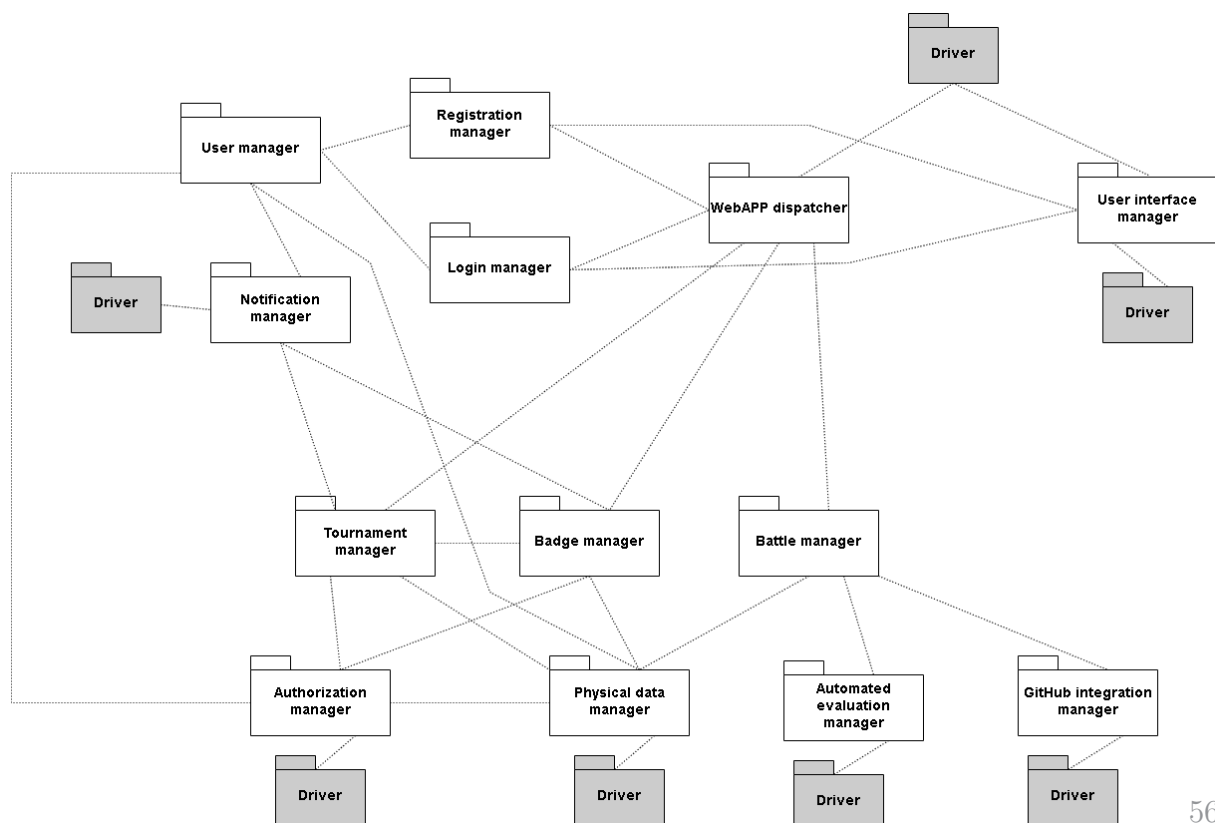 Driver
Registration
manager
User manager
WebAPP dispatcher
User interface
manager
Login manager
Driver
Notification
manager
Driver
Tournament
manager
Badge manager
Battle manager
Authorization
manager
Physical data
manager
Automated
evaluation
manager
GitHub integration
manager
Driver
Driver
Driver
Driver
56